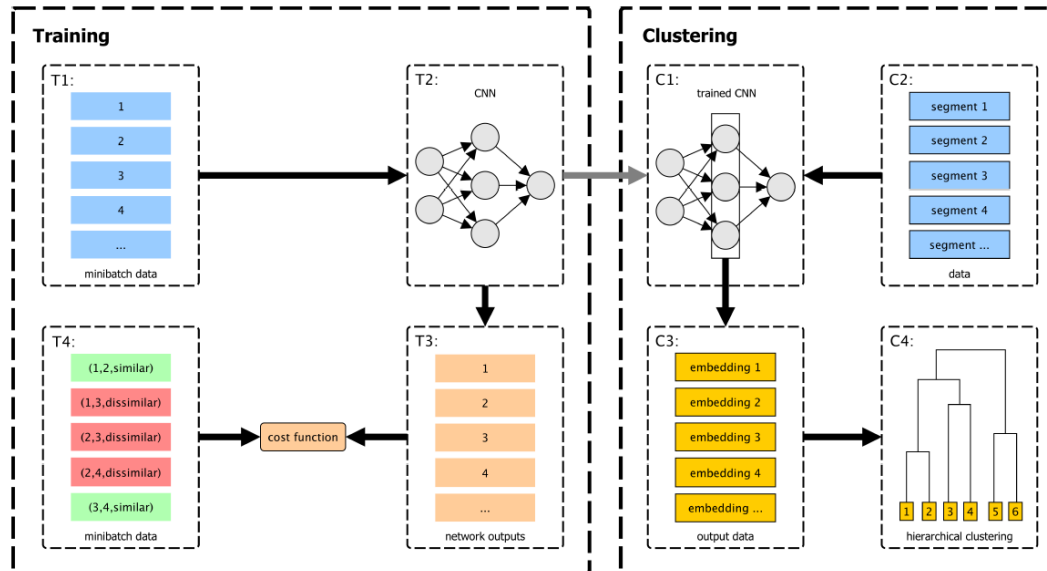 Training
T1:
1
2
3
4
...
minibatch data
T2:
CNN
T4:
(1,2,similar)
(1,3,dissimilar)
(2,3,dissimilar)
(2,4,dissimilar)
(3,4,similar)
minibatch data
cost function
T3:
1
2
3
4
...
network outputs
Clustering
C1:
trained CNN
C2:
segment 1
segment 2
segment 3
segment 4
segment ...
data
C3:
embedding 1
embedding 2
embedding 3
embedding 4
embedding ...
output data
C4:
1 2 3 4 5 6
hierarchical clustering